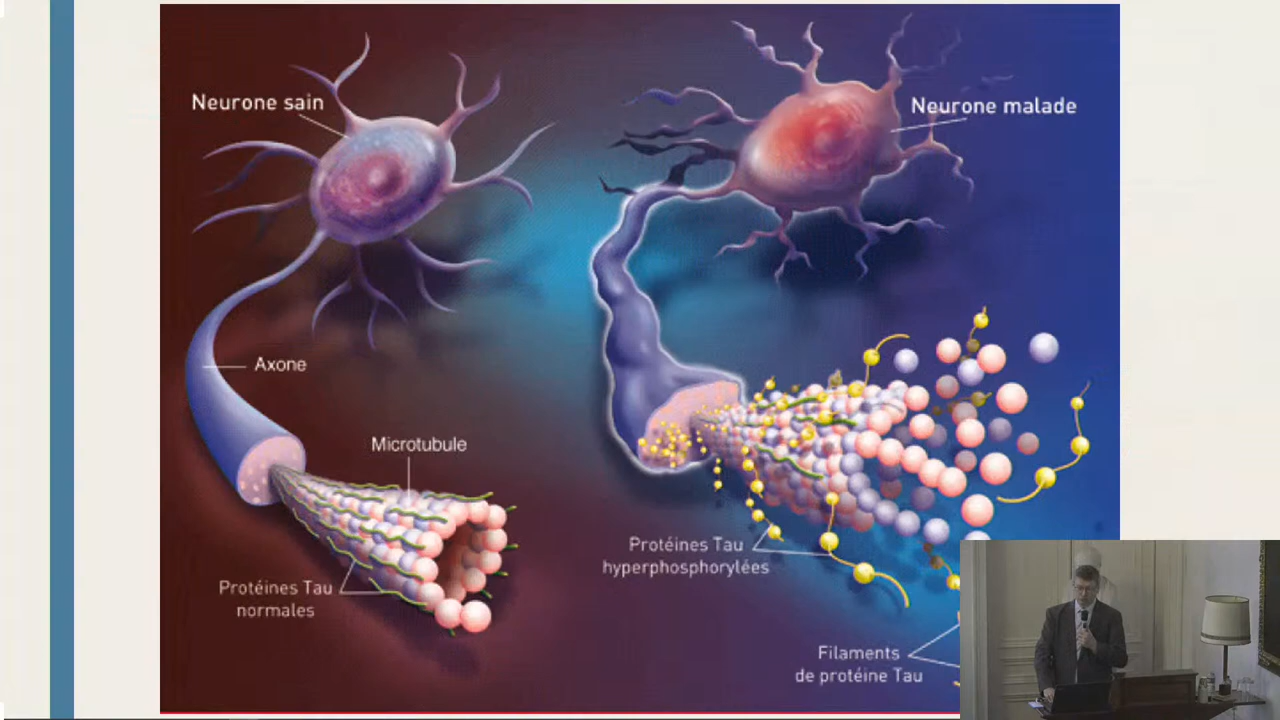 Neurone sain
Neurone malade
Axone
Microtubule
Protéines Tau
normales
Protéines Tau
hyperphosphorylées
Filaments
de protéine Tau